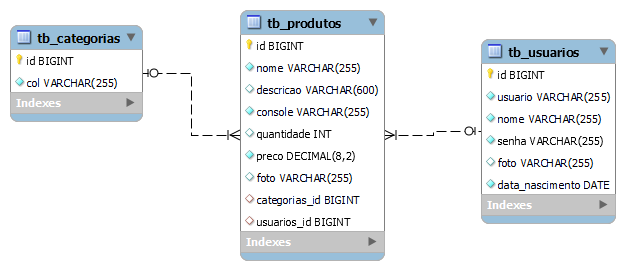 tb_categorias
id BIGINT
col VARCHAR(255)
Indexes
tb_produtos
id BIGINT
nome VARCHAR(255)
descricao VARCHAR(600)
console VARCHAR(255)
quantidade INT
preco DECIMAL(8,2)
foto VARCHAR(255)
categorias_id BIGINT
usuarios_id BIGINT
Indexes
tb_usuarios
id BIGINT
usuario VARCHAR(255)
nome VARCHAR(255)
senha VARCHAR(255)
foto VARCHAR(255)
data_nascimento DATE
Indexes